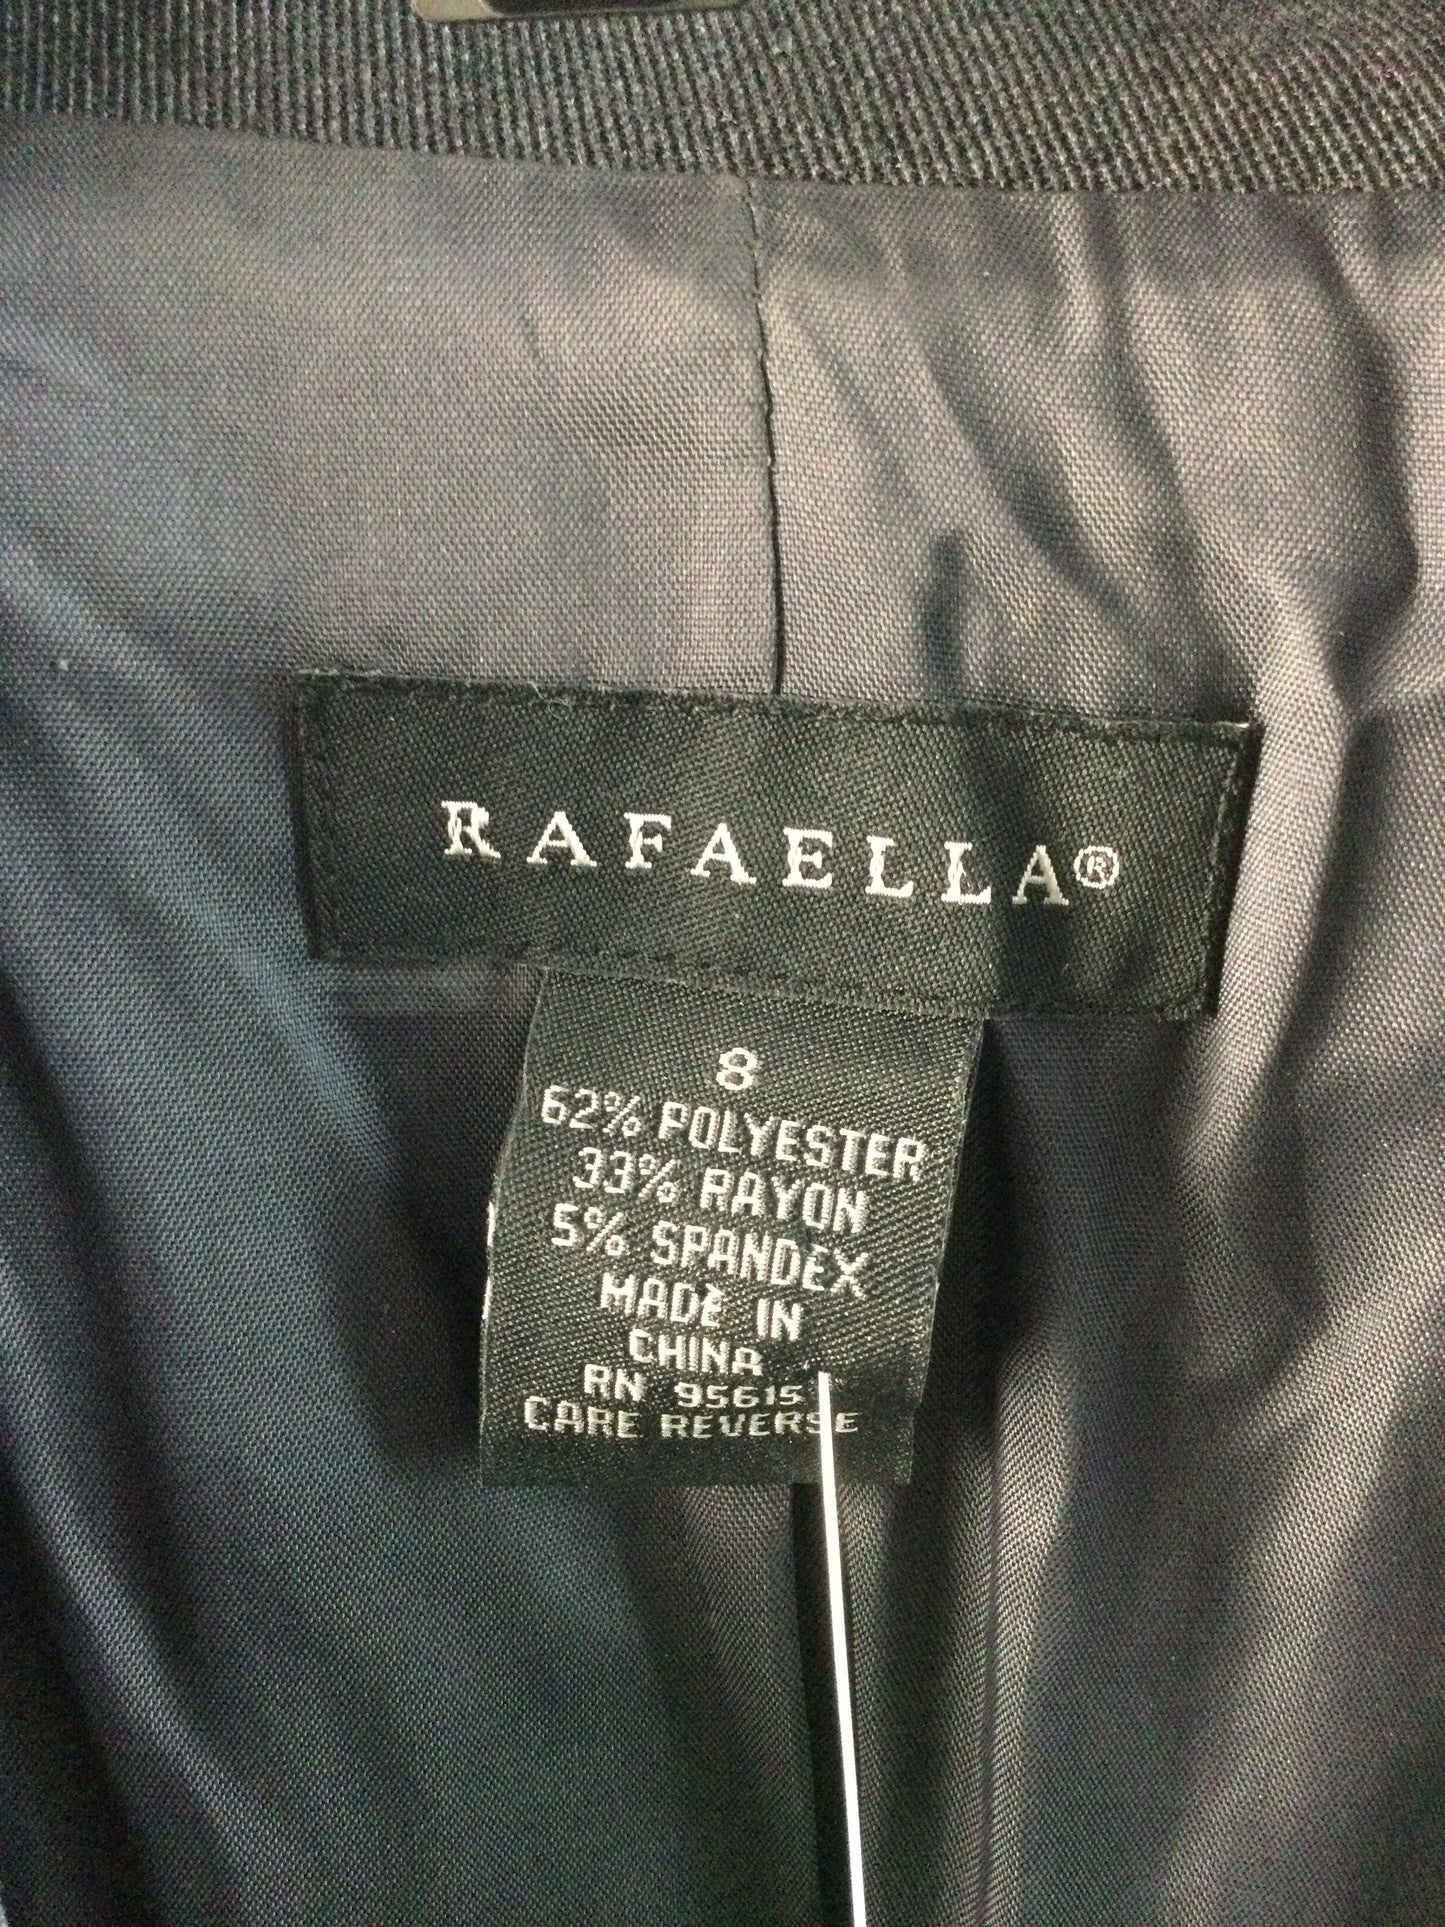 RAFAELLA®
8
62% POLYESTER
33% RAYON
5% SPANDEX
MADE IN
CHINA
RN 95615
CARE REVERSE